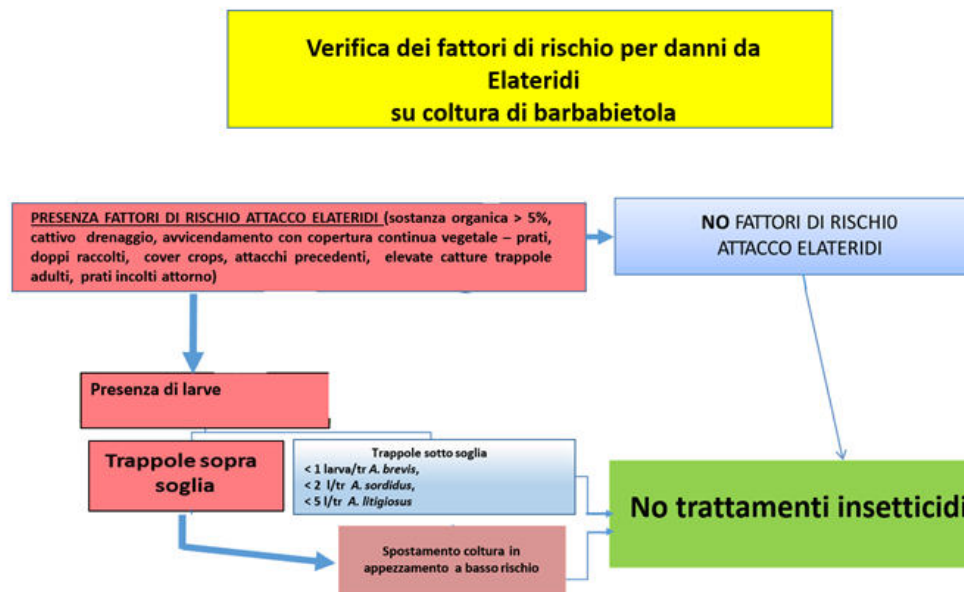 Verifica dei fattori di rischio per danni da
Elateridi
su coltura di barbabietola
PRESENZA FATTORI DI RISCHIO ATTACCO ELATERIDI (sostanza organica > 5%,
cattivo drenaggio, avvicendamento con copertura continua vegetale – prati,
doppi raccolti, cover crops, attacchi precedenti, elevate catture trappole
adulti, prati incolti attorno)
NO FATTORI DI RISCHI0
ATTACCO ELATERIDI
Presenza di larve
Trappole sopra
soglia
Trappole sotto soglia
< 1 larva/tr A. brevis,
< 2 l/tr A. sordidus,
< 5 l/tr A. litigiosus
No trattamenti insetticidi
Spostamento coltura in
appezzamento a basso rischio